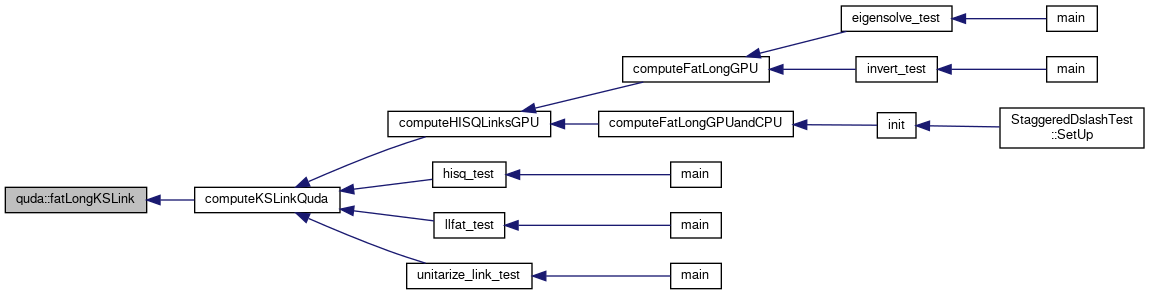 eigensolve_test
main
computeFatLongGPU
invert_test
main
computeHISQLinksGPU
computeFatLongGPUandCPU
init
StaggeredDslashTest
::SetUp
hisq_test
main
quda::fatLongKSLink
computeKSLinkQuda
llfat_test
main
unitarize_link_test
main